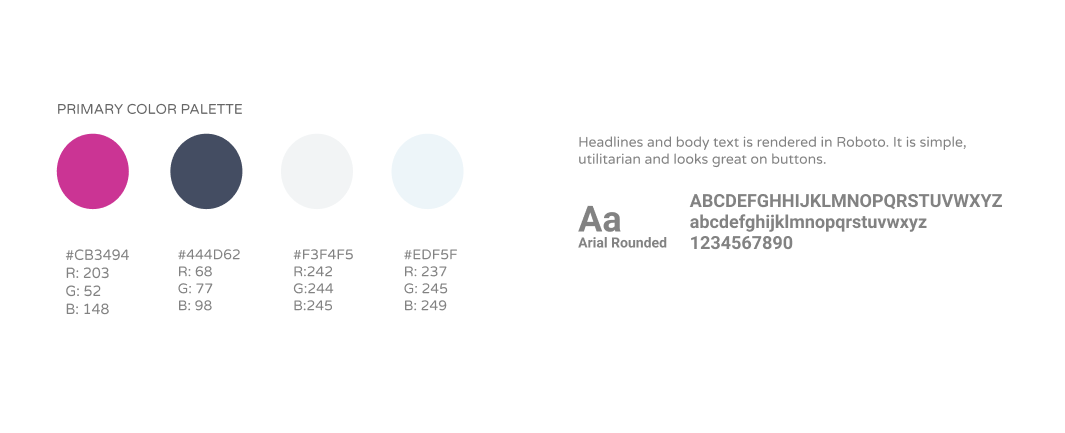 PRIMARY COLOR PALETTE
#CB3494
R: 203
G: 52
B: 148
#444D62
R: 68
G: 77
B: 98
#F3F4F5
R:242
G:244
B:245
#EDF5F
R: 237
G: 245
B: 249
Headlines and body text is rendered in Roboto. It is simple,
utilitarian and looks great on buttons.
Aa
Arial Rounded
ABCDEFGHHIJKLMNOPQRSTUVWXYZ
abcdefghijklmnopqrstuvwxyz
1234567890